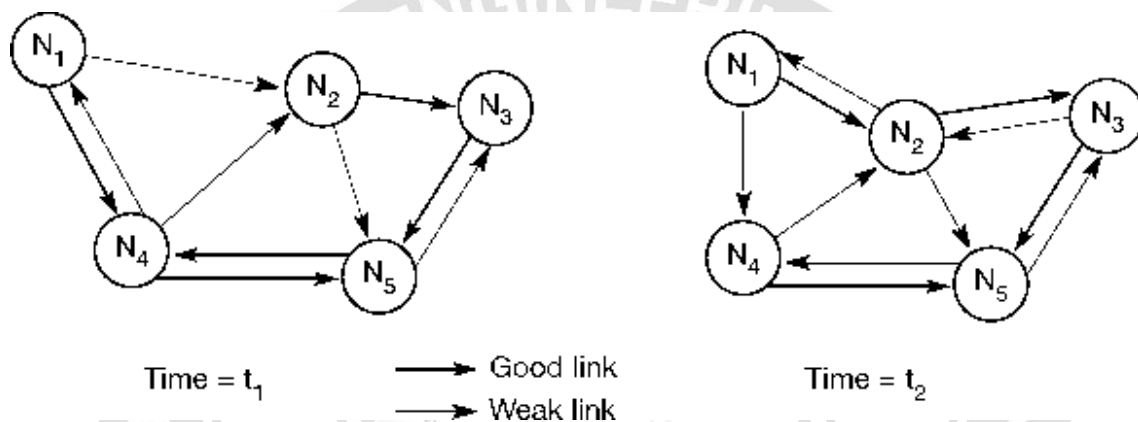 N₁
N₂
N₃
N₄
N₅
N₁
N₂
N₃
N₄
N₅
Time = t₁
Good link
Weak link
Time = t₂